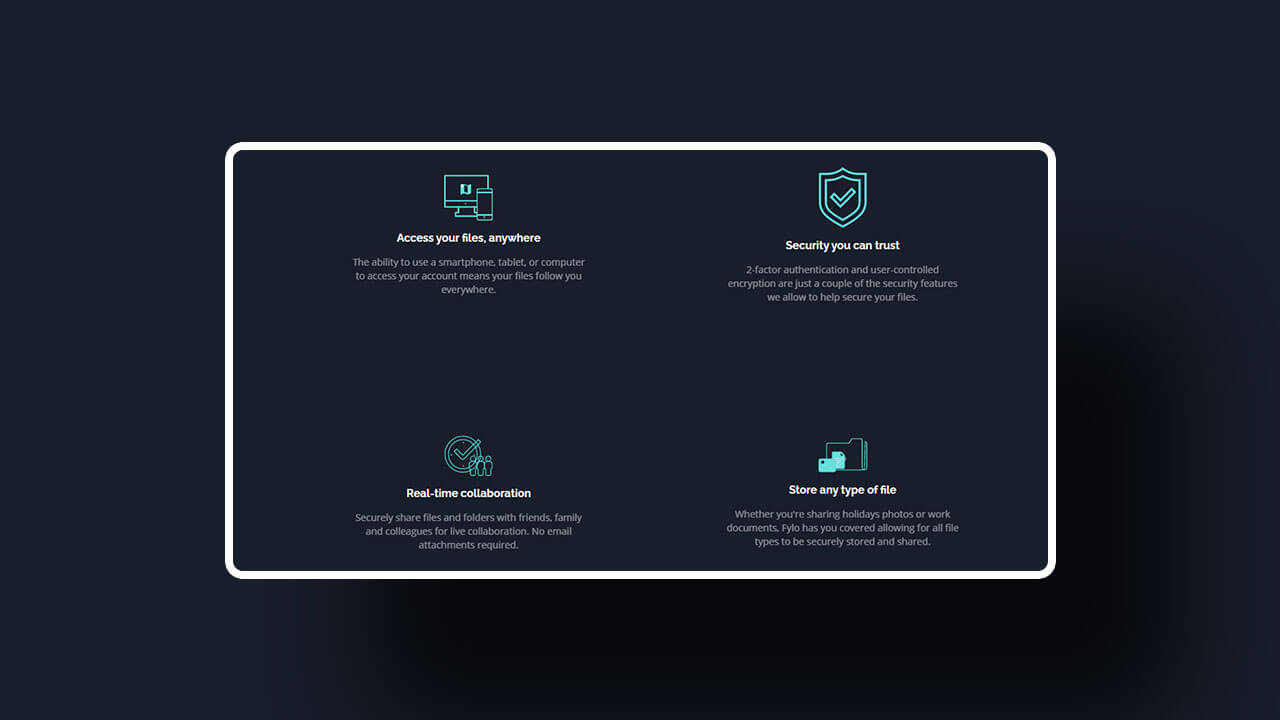 Access your files, anywhere
The ability to use a smartphone, tablet, or computer
to access your account means your files follow you
everywhere.
Security you can trust
2-factor authentication and user-controlled
encryption are just a couple of the security features
we allow to help secure your files.
Real-time collaboration
Securely share files and folders with friends, family
and colleagues for live collaboration. No email
attachments required.
Store any type of file
Whether you're sharing holidays photos or work
documents, Fylo has you covered allowing for all file
types to be securely stored and shared.